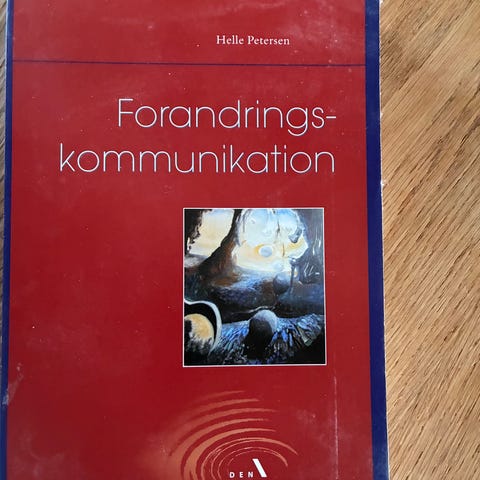 Helle Petersen
Forandrings-
kommunikation
DEN